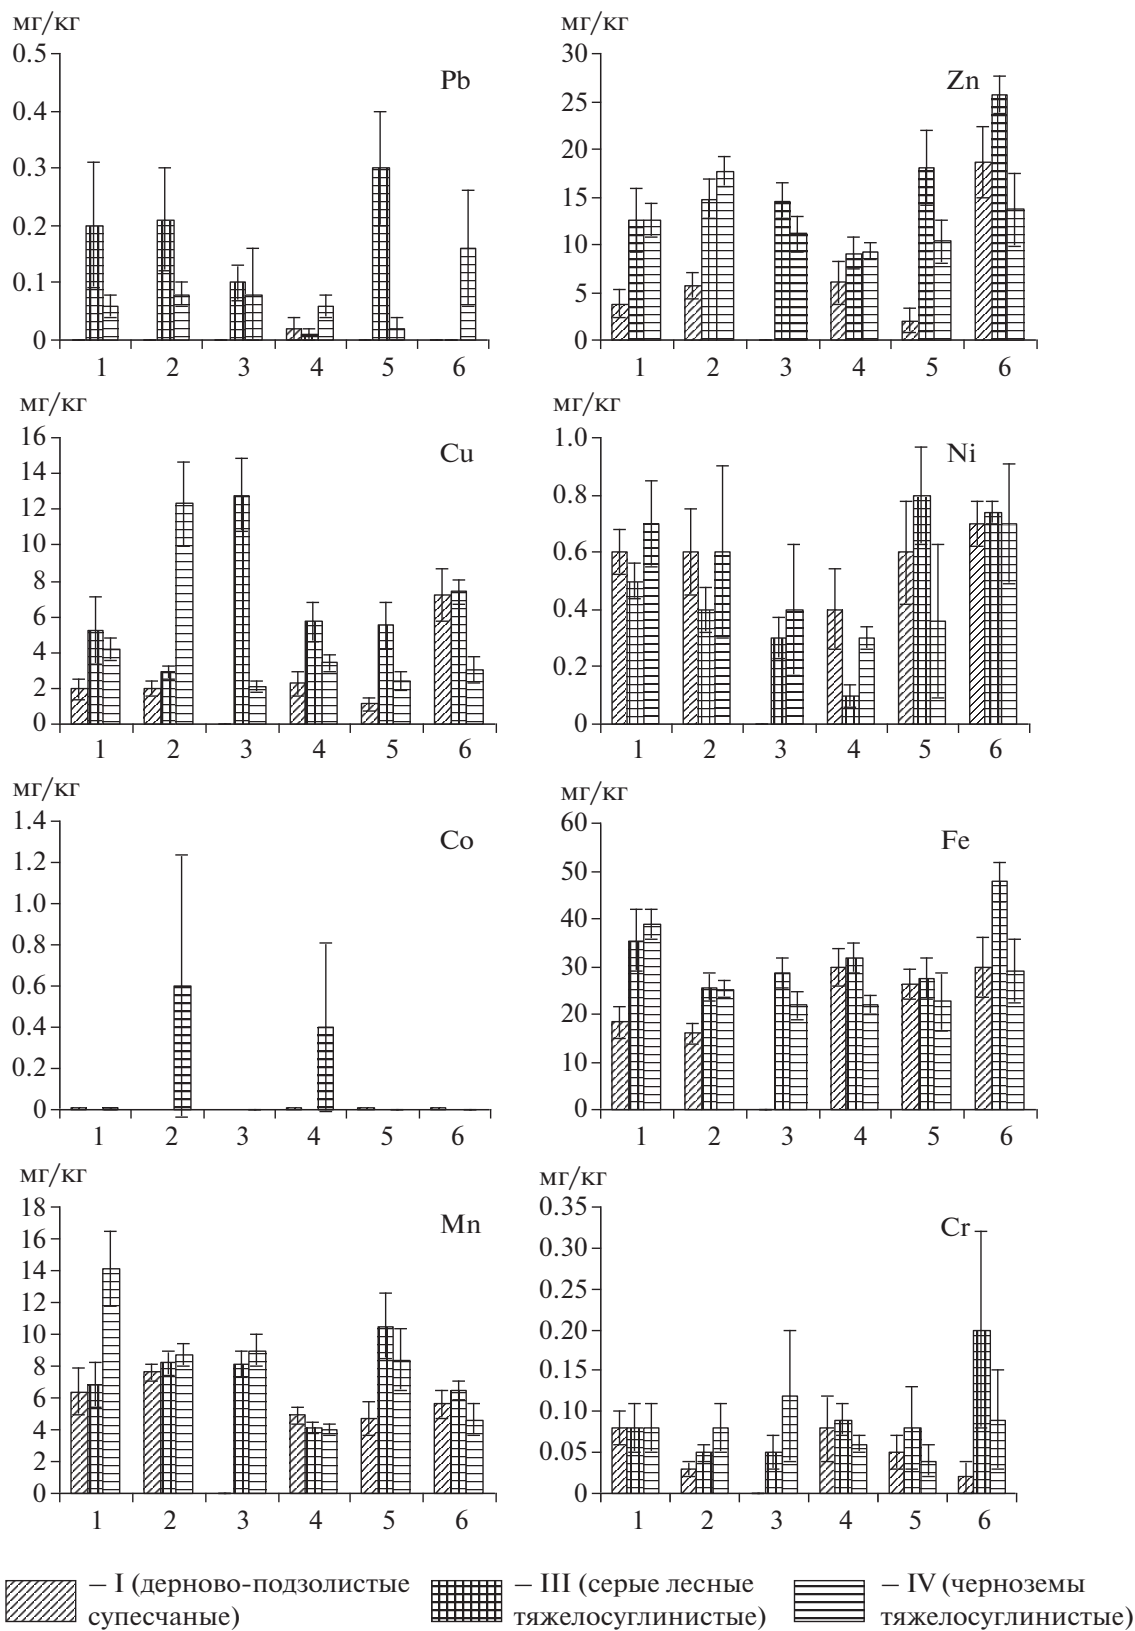 мг/кг
0.5
Pb
0.4
0.3
0.2
0.1
0
1 2 3 4 5 6
мг/кг
30
Zn
25
20
15
10
5
0
1 2 3 4 5 6
мг/кг
16
Cu
14
12
10
8
6
4
2
0
1 2 3 4 5 6
мг/кг
1.0
Ni
0.8
0.6
0.4
0.2
0
1 2 3 4 5 6
мг/кг
1.4
Co
1.2
1.0
0.8
0.6
0.4
0.2
0
1 2 3 4 5 6
мг/кг
60
Fe
50
40
30
20
10
0
1 2 3 4 5 6
мг/кг
18
Mn
16
14
12
10
8
6
4
2
0
1 2 3 4 5 6
мг/кг
0.35
Cr
0.30
0.25
0.20
0.15
0.10
0.05
0
1 2 3 4 5 6
– I (дерново-подзолистые
супесчаные)
– III (серые лесные
тяжелосуглинистые)
– IV (черноземы
тяжелосуглинистые)